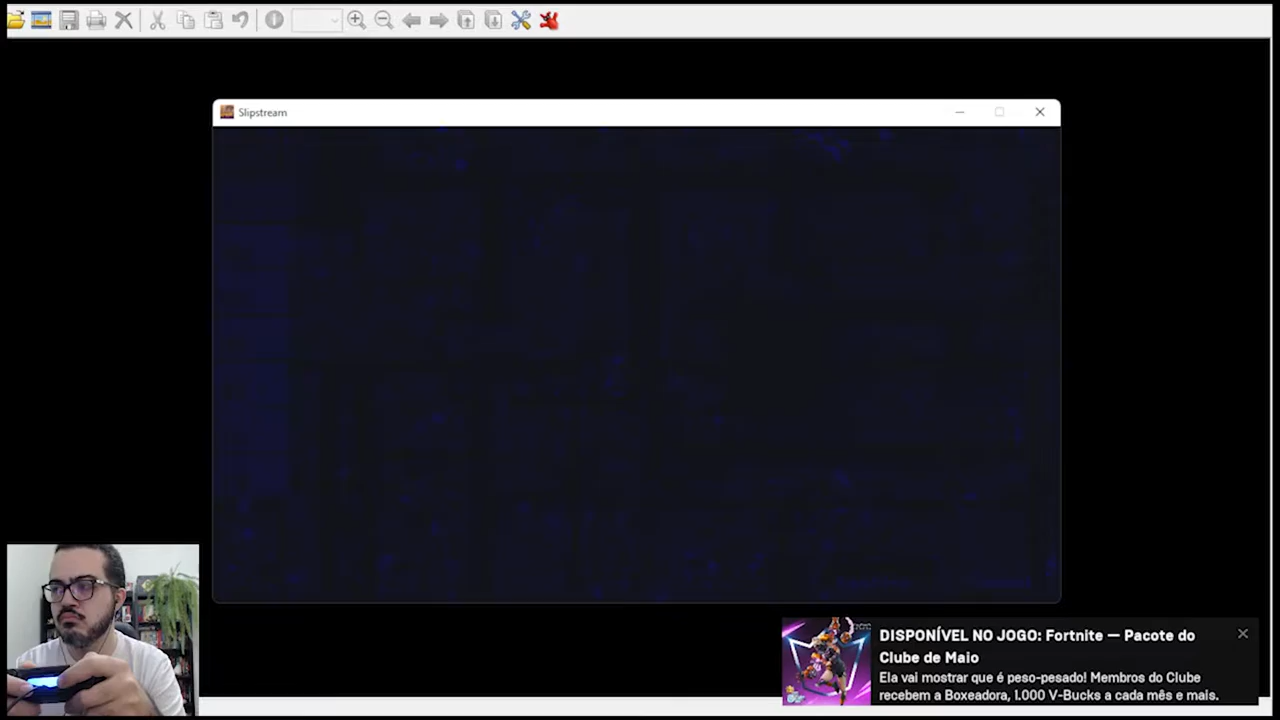 Slipstream
DISPONÍVEL NO JOGO: Fortnite — Pacote do
Clube de Maio
Ela vai mostrar que é peso-pesado! Membros do Clube
recebem a Boxeadora, 1.000 V-Bucks a cada mês e mais.